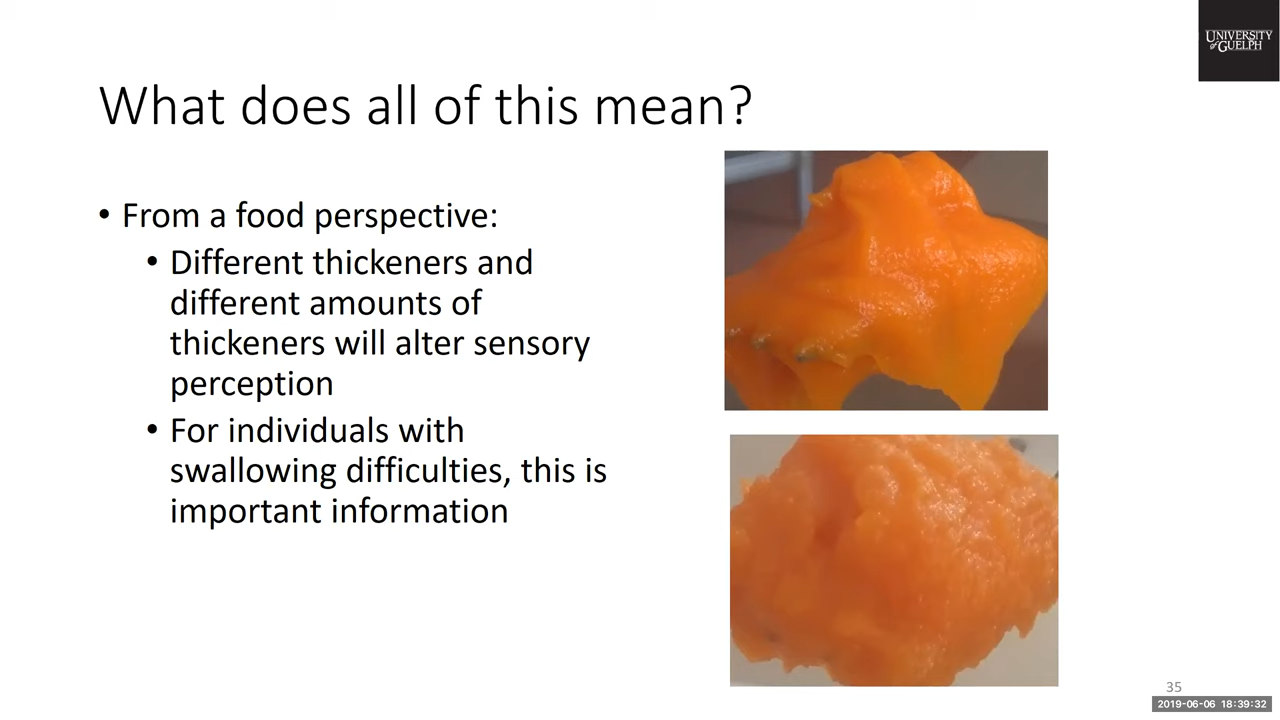 UNIVERSITY
of GUELPH
What does all of this mean?
• From a food perspective:
• Different thickeners and
different amounts of
thickeners will alter sensory
perception
• For individuals with
swallowing difficulties, this is
important information
35
2019-06-06 18:39:32